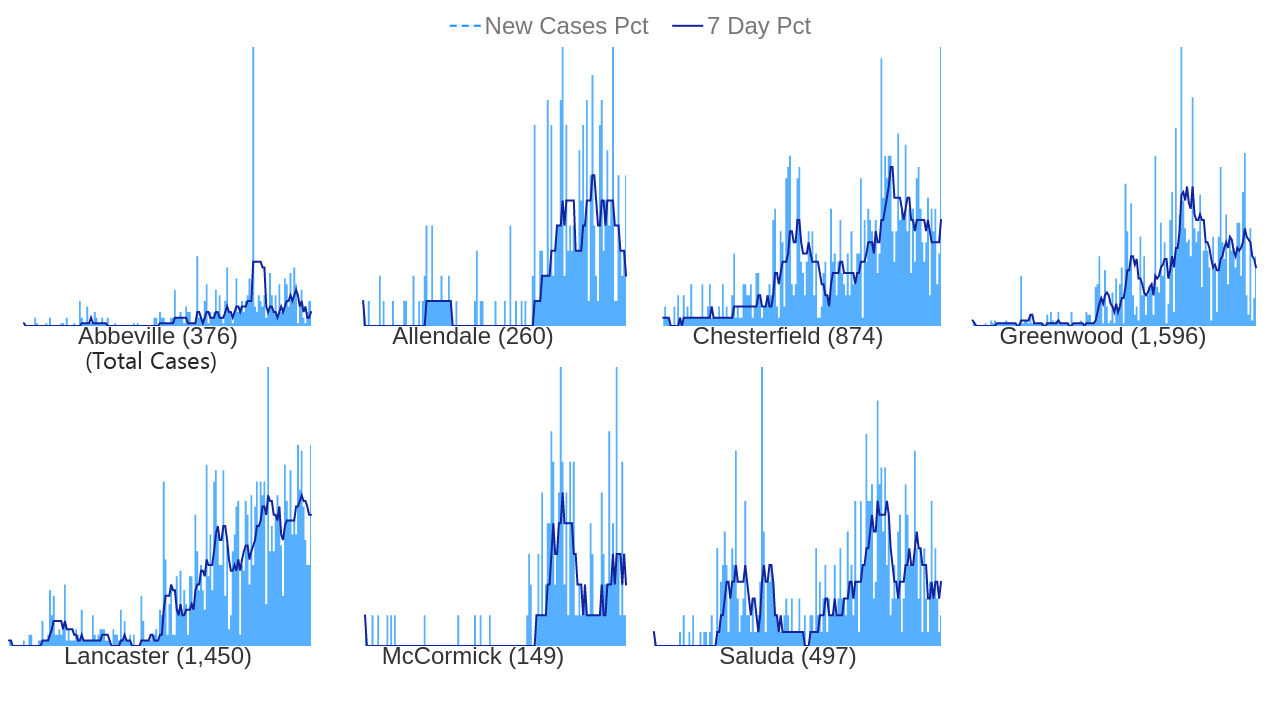 New Cases Pct 7 Day Pct
Abbeville (376)
(Total Cases)
Allendale (260)
Chesterfield (874)
Greenwood (1,596)
Lancaster (1,450)
McCormick (149)
Saluda (497)